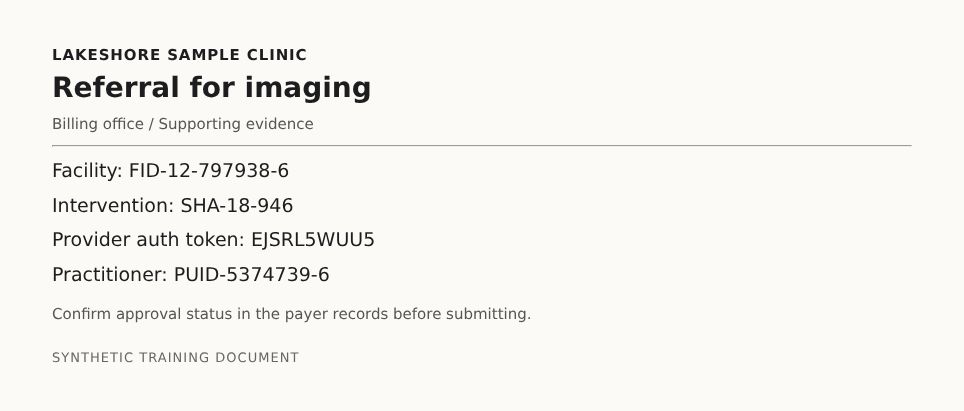 LAKESHORE SAMPLE CLINIC
Referral for imaging
Billing office / Supporting evidence
Facility: FID-12-797938-6
Intervention: SHA-18-946
Provider auth token: EJSRL5WUU5
Practitioner: PUID-5374739-6
Confirm approval status in the payer records before submitting.
SYNTHETIC TRAINING DOCUMENT